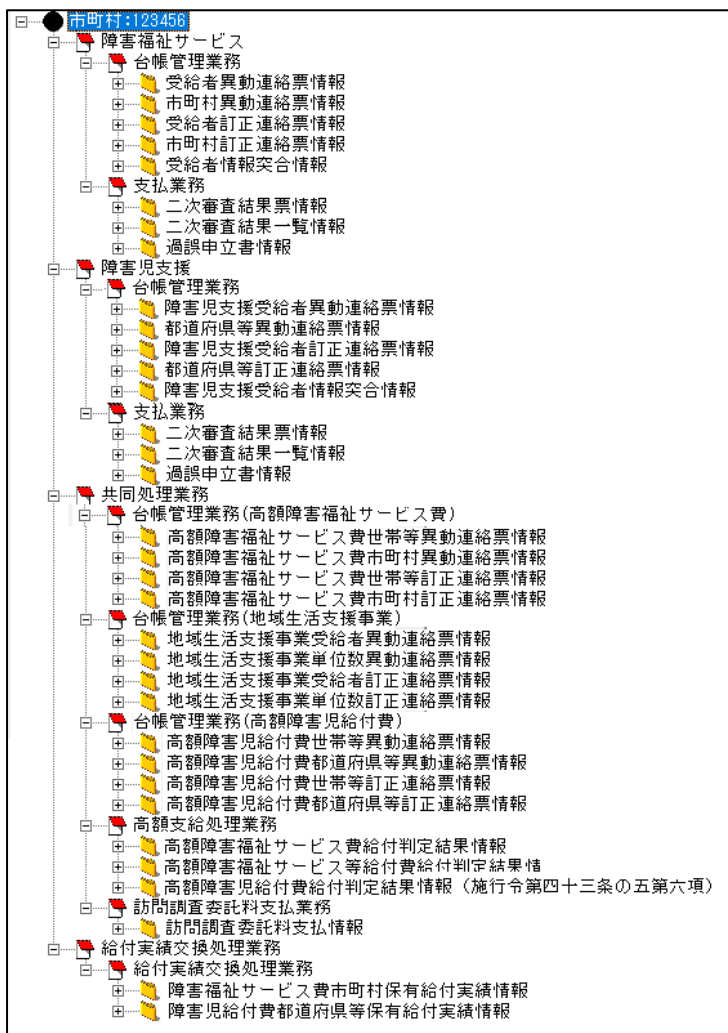 市町村:123456
障害福祉サービス
台帳管理業務
受給者異動連絡票情報
市町村異動連絡票情報
受給者訂正連絡票情報
市町村訂正連絡票情報
受給者情報突合情報
支払業務
二次審査結果票情報
二次審査結果一覧情報
過誤申立書情報
障害児支援
台帳管理業務
障害児支援受給者異動連絡票情報
都道府県等異動連絡票情報
障害児支援受給者訂正連絡票情報
都道府県等訂正連絡票情報
障害児支援受給者情報突合情報
支払業務
二次審査結果票情報
二次審査結果一覧情報
過誤申立書情報
共同処理業務
台帳管理業務(高額障害福祉サービス費)
高額障害福祉サービス費世帯等異動連絡票情報
高額障害福祉サービス費市町村異動連絡票情報
高額障害福祉サービス費世帯等訂正連絡票情報
高額障害福祉サービス費市町村訂正連絡票情報
台帳管理業務(地域生活支援事業)
地域生活支援事業受給者異動連絡票情報
地域生活支援事業単位数異動連絡票情報
地域生活支援事業受給者訂正連絡票情報
地域生活支援事業単位数訂正連絡票情報
台帳管理業務(高額障害児給付費)
高額障害児給付費世帯等異動連絡票情報
高額障害児給付費都道府県等異動連絡票情報
高額障害児給付費世帯等訂正連絡票情報
高額障害児給付費都道府県等訂正連絡票情報
高額支給処理業務
高額障害福祉サービス費給付判定結果情報
高額障害福祉サービス等給付費給付判定結果情
高額障害児給付費給付判定結果情報（施行令第四十三条の五第六項）
訪問調査委託料支払業務
訪問調査委託料支払情報
給付実績交換処理業務
給付実績交換処理業務
障害福祉サービス費市町村保有給付実績情報
障害児給付費都道府県等保有給付実績情報